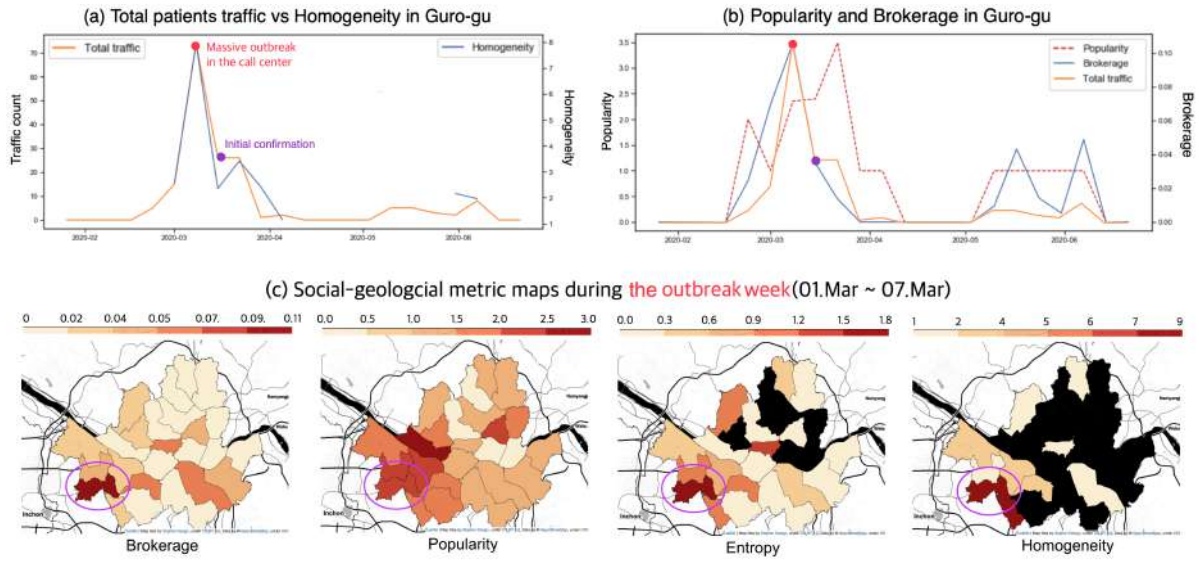 (a) Total patients traffic vs Homogeneity in Guro-gu
Total traffic
Massive outbreak
in the call center
Homogeneity
Initial confirmation
Traffic count
Homogeneity
70
60
50
40
30
20
10
0
8
7
6
5
4
3
2
1
2020-02
2020-03
2020-04
2020-05
2020-06
(b) Popularity and Brokerage in Guro-gu
Popularity
Brokerage
Total traffic
Popularity
Brokerage
3.5
3.0
2.5
2.0
1.5
1.0
0.5
0.0
0.10
0.08
0.06
0.04
0.02
0.00
2020-02
2020-03
2020-04
2020-05
2020-06
(c) Social-geologcial metric maps during the outbreak week(01.Mar ~ 07.Mar)
0 0.02 0.04 0.05 0.07 0.09. 0.11
Inchon
Brokerage
0.0 0.5 1.0 1.5 2.0 2.5 3.0
Popularity
0.0 0.3 0.6 0.9 1.2 1.5 1.8
Inchon
Entropy
1 2 4 5 6 7 9
Inchon
Homogeneity